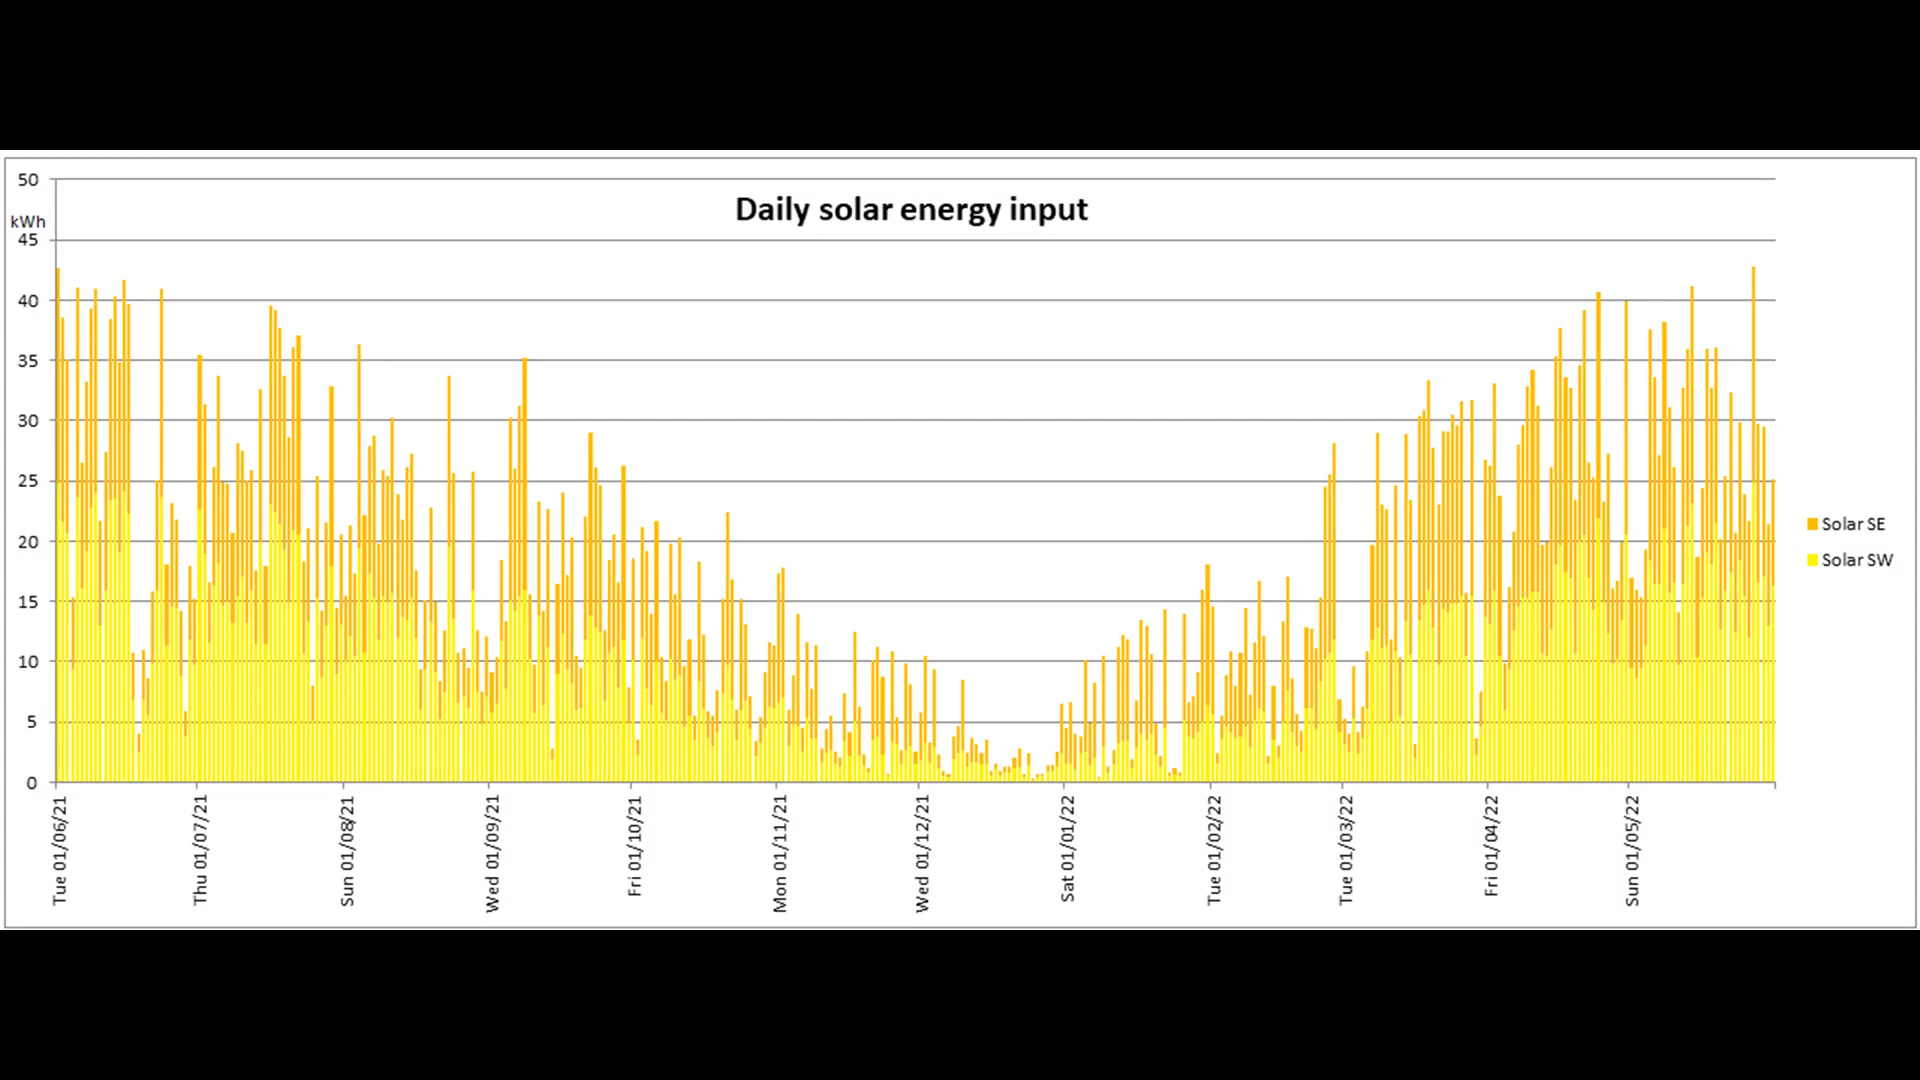 Daily solar energy input
kWh
50
45
40
35
30
25
20
15
10
5
0
Tue 01/06/21
Thu 01/07/21
Sun 01/08/21
Wed 01/09/21
Fri 01/10/21
Mon 01/11/21
Wed 01/12/21
Sat 01/01/22
Tue 01/02/22
Tue 01/03/22
Fri 01/04/22
Sun 01/05/22
Solar SE
Solar SW